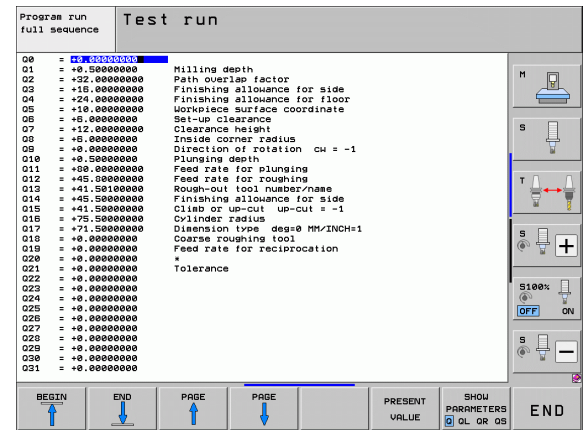 Program run
full sequence
Test run
Q0 = +0.00000000
Q1 = +0.50000000 Milling depth
Q2 = +32.00000000 Path overlap factor
Q3 = +16.00000000 Finishing allowance for side
Q4 = +24.00000000 Finishing allowance for floor
Q5 = +10.00000000 Workpiece surface coordinate
Q6 = +6.00000000 Set-up clearance
Q7 = +12.00000000 Clearance height
Q8 = +6.00000000 Inside corner radius
Q9 = +0.00000000 Direction of rotation cw = -1
Q10 = +0.50000000 Plunging depth
Q11 = +80.00000000 Feed rate for plunging
Q12 = +45.80000000 Feed rate for roughing
Q13 = +41.50100000 Rough-out tool number/name
Q14 = +45.50000000 Finishing allowance for side
Q15 = +41.50000000 Climb or up-cut up-cut = -1
Q16 = +75.50000000 Cylinder radius
Q17 = +71.50000000 Dimension type deg=0 MM/INCH=1
Q18 = +0.00000000 Coarse roughing tool
Q19 = +0.00000000 Feed rate for reciprocation
Q20 = +0.00000000 *
Q21 = +0.00000000 Tolerance
Q22 = +0.00000000
Q23 = +0.00000000
Q24 = +0.00000000
Q25 = +0.00000000
Q26 = +0.00000000
Q27 = +0.00000000
Q28 = +0.00000000
Q29 = +0.00000000
Q30 = +0.00000000
Q31 = +0.00000000
M
S
T
S
+
S100%
OFF ON
S
-
BEGIN
END
PAGE
PAGE
PRESENT
VALUE
SHOW
PARAMETERS
Q QL QR QS
END